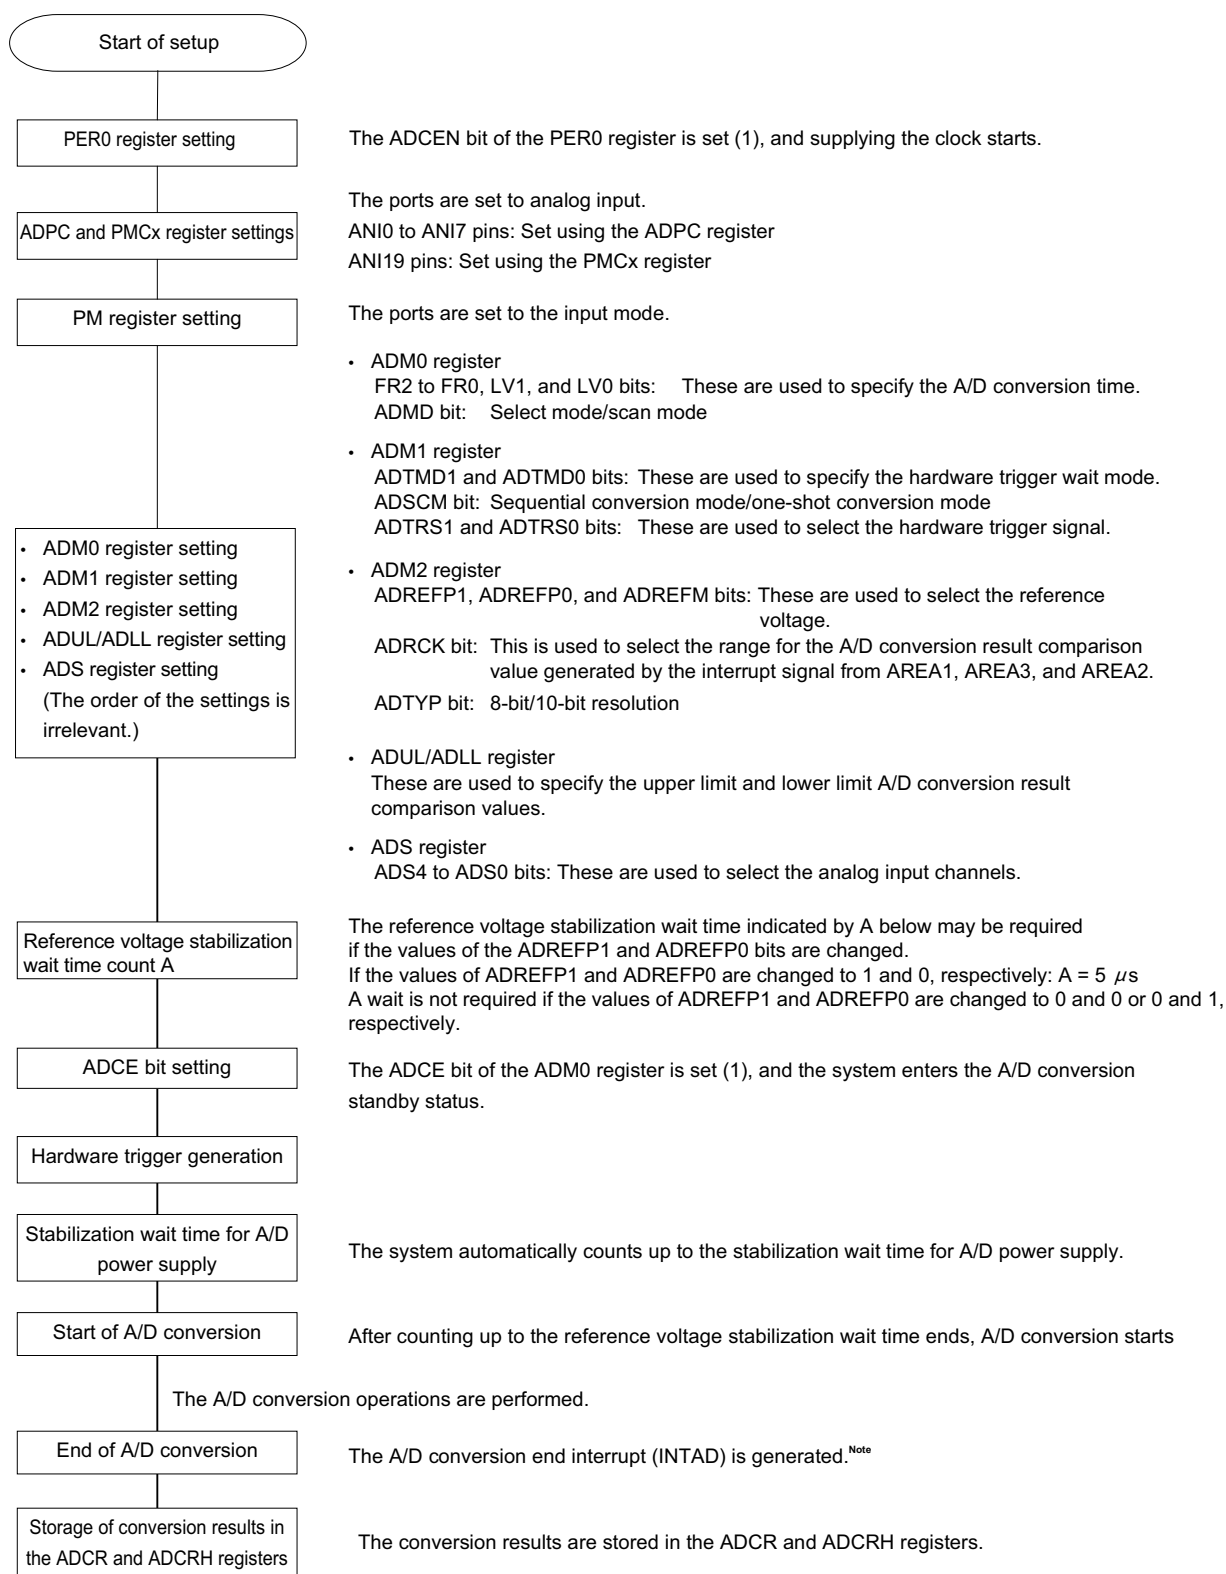 Start of setup
PER0 register setting
The ADCEN bit of the PER0 register is set (1), and supplying the clock starts.
ADPC and PMCx register settings
The ports are set to analog input.
ANI0 to ANI7 pins: Set using the ADPC register
ANI19 pins: Set using the PMCx register
PM register setting
The ports are set to the input mode.
• ADM0 register setting
• ADM1 register setting
• ADM2 register setting
• ADUL/ADLL register setting
• ADS register setting
(The order of the settings is
irrelevant.)
• ADM0 register
FR2 to FR0, LV1, and LV0 bits: These are used to specify the A/D conversion time.
ADMD bit: Select mode/scan mode
• ADM1 register
ADTMD1 and ADTMD0 bits: These are used to specify the hardware trigger wait mode.
ADSCM bit: Sequential conversion mode/one-shot conversion mode
ADTRS1 and ADTRS0 bits: These are used to select the hardware trigger signal.
• ADM2 register
ADREFP1, ADREFP0, and ADREFM bits: These are used to select the reference
voltage.
ADRCK bit: This is used to select the range for the A/D conversion result comparison
value generated by the interrupt signal from AREA1, AREA3, and AREA2.
ADTYP bit: 8-bit/10-bit resolution
• ADUL/ADLL register
These are used to specify the upper limit and lower limit A/D conversion result
comparison values.
• ADS register
ADS4 to ADS0 bits: These are used to select the analog input channels.
Reference voltage stabilization
wait time count A
The reference voltage stabilization wait time indicated by A below may be required
if the values of the ADREFP1 and ADREFP0 bits are changed.
If the values of ADREFP1 and ADREFP0 are changed to 1 and 0, respectively: A = 5 μs
A wait is not required if the values of ADREFP1 and ADREFP0 are changed to 0 and 0 or 0 and 1,
respectively.
ADCE bit setting
The ADCE bit of the ADM0 register is set (1), and the system enters the A/D conversion
standby status.
Hardware trigger generation
Stabilization wait time for A/D
power supply
The system automatically counts up to the stabilization wait time for A/D power supply.
Start of A/D conversion
After counting up to the reference voltage stabilization wait time ends, A/D conversion starts
The A/D conversion operations are performed.
End of A/D conversion
The A/D conversion end interrupt (INTAD) is generated.Note
Storage of conversion results in
the ADCR and ADCRH registers
The conversion results are stored in the ADCR and ADCRH registers.